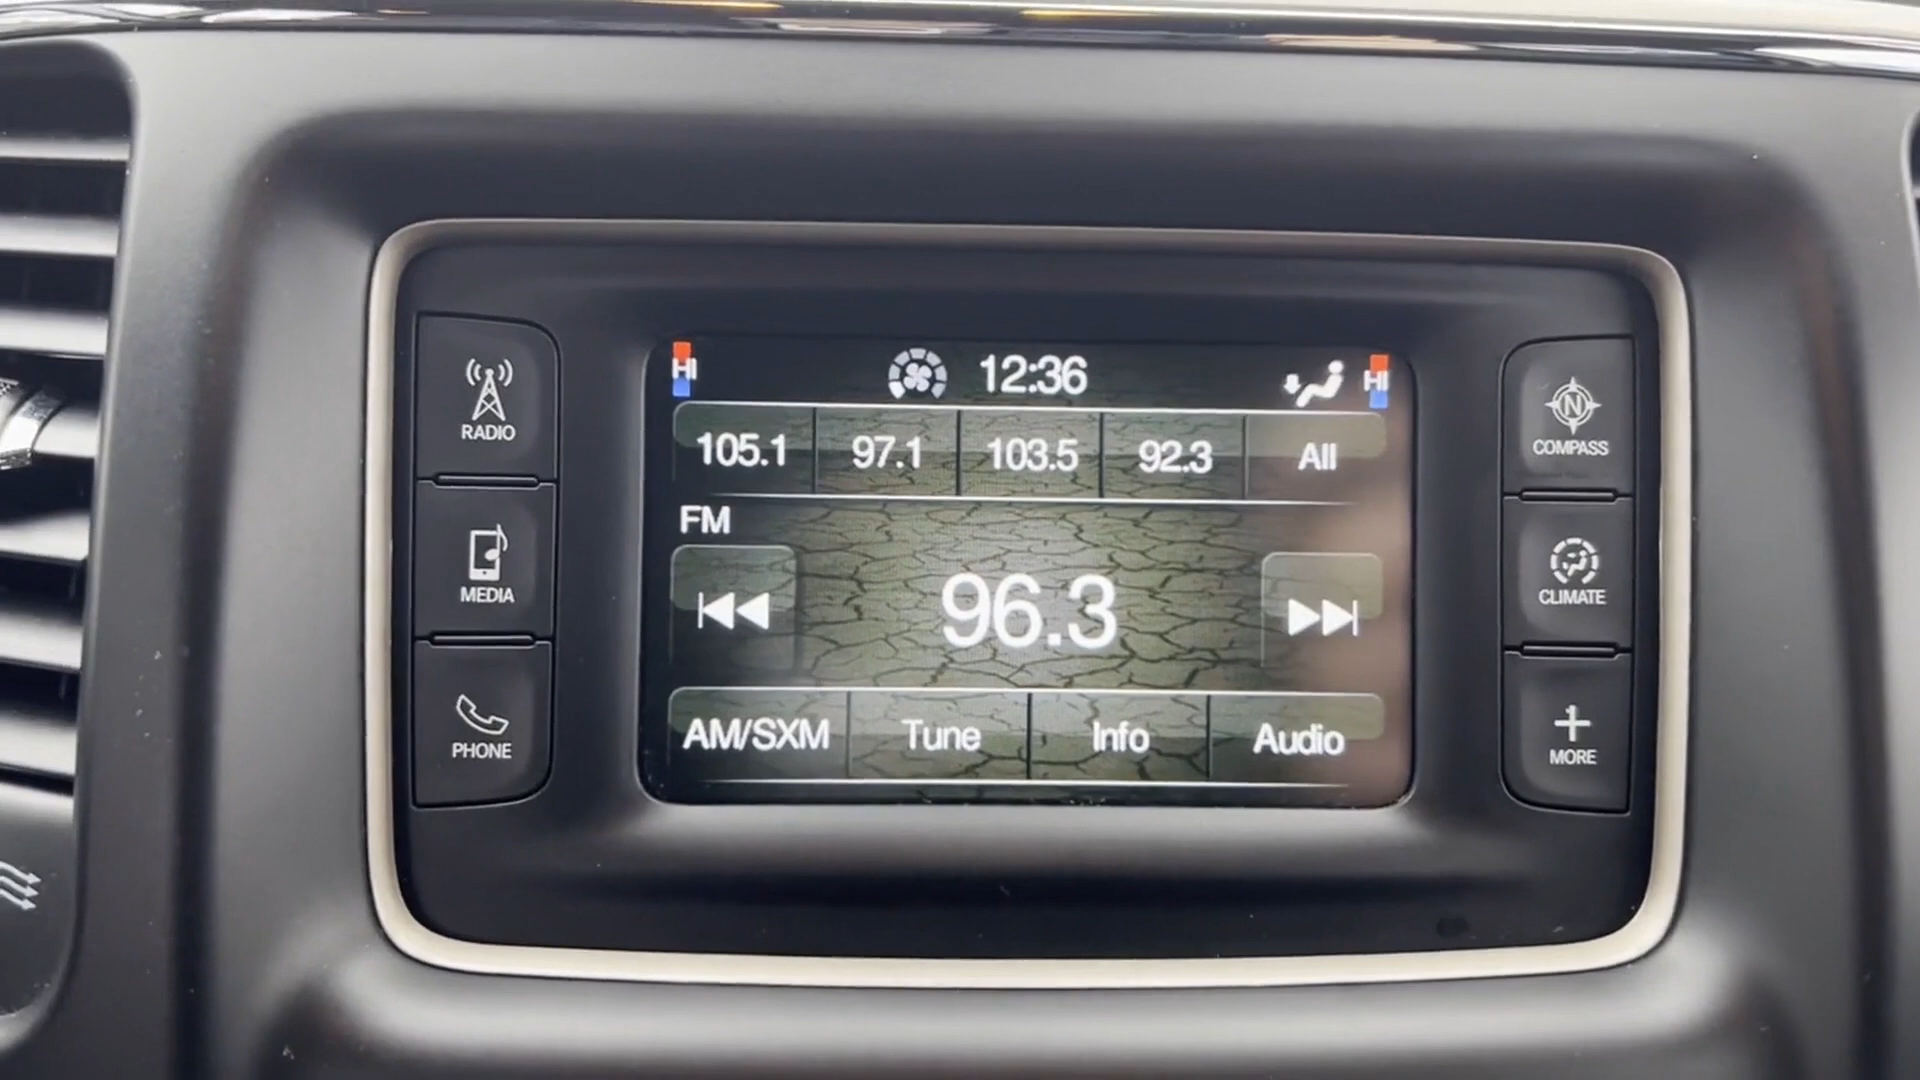 HI 12:36 HI
105.1 97.1 103.5 92.3 All
FM
96.3
AM/SXM Tune Info Audio
RADIO
MEDIA
PHONE
N
COMPASS
CLIMATE
MORE